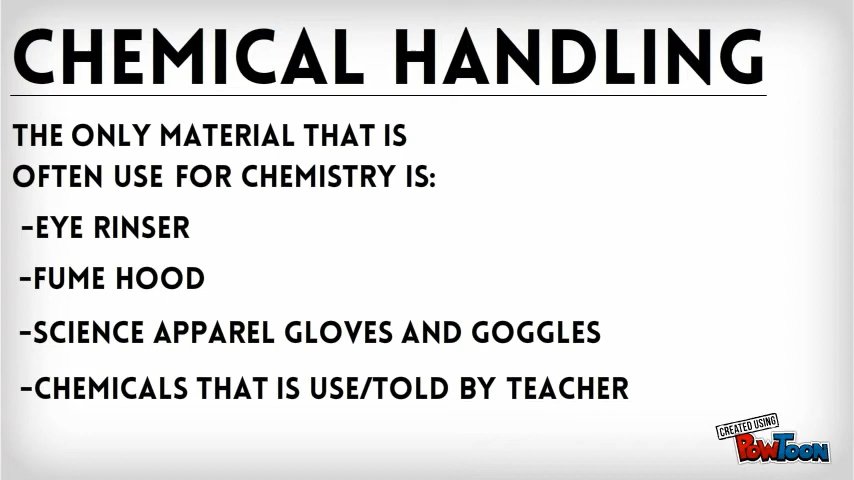 CHEMICAL HANDLING
THE ONLY MATERIAL THAT IS
OFTEN USE FOR CHEMISTRY IS:
-EYE RINSER
-FUME HOOD
-SCIENCE APPAREL GLOVES AND GOGGLES
-CHEMICALS THAT IS USE/TOLD BY TEACHER
CREATED USING
POWTOON